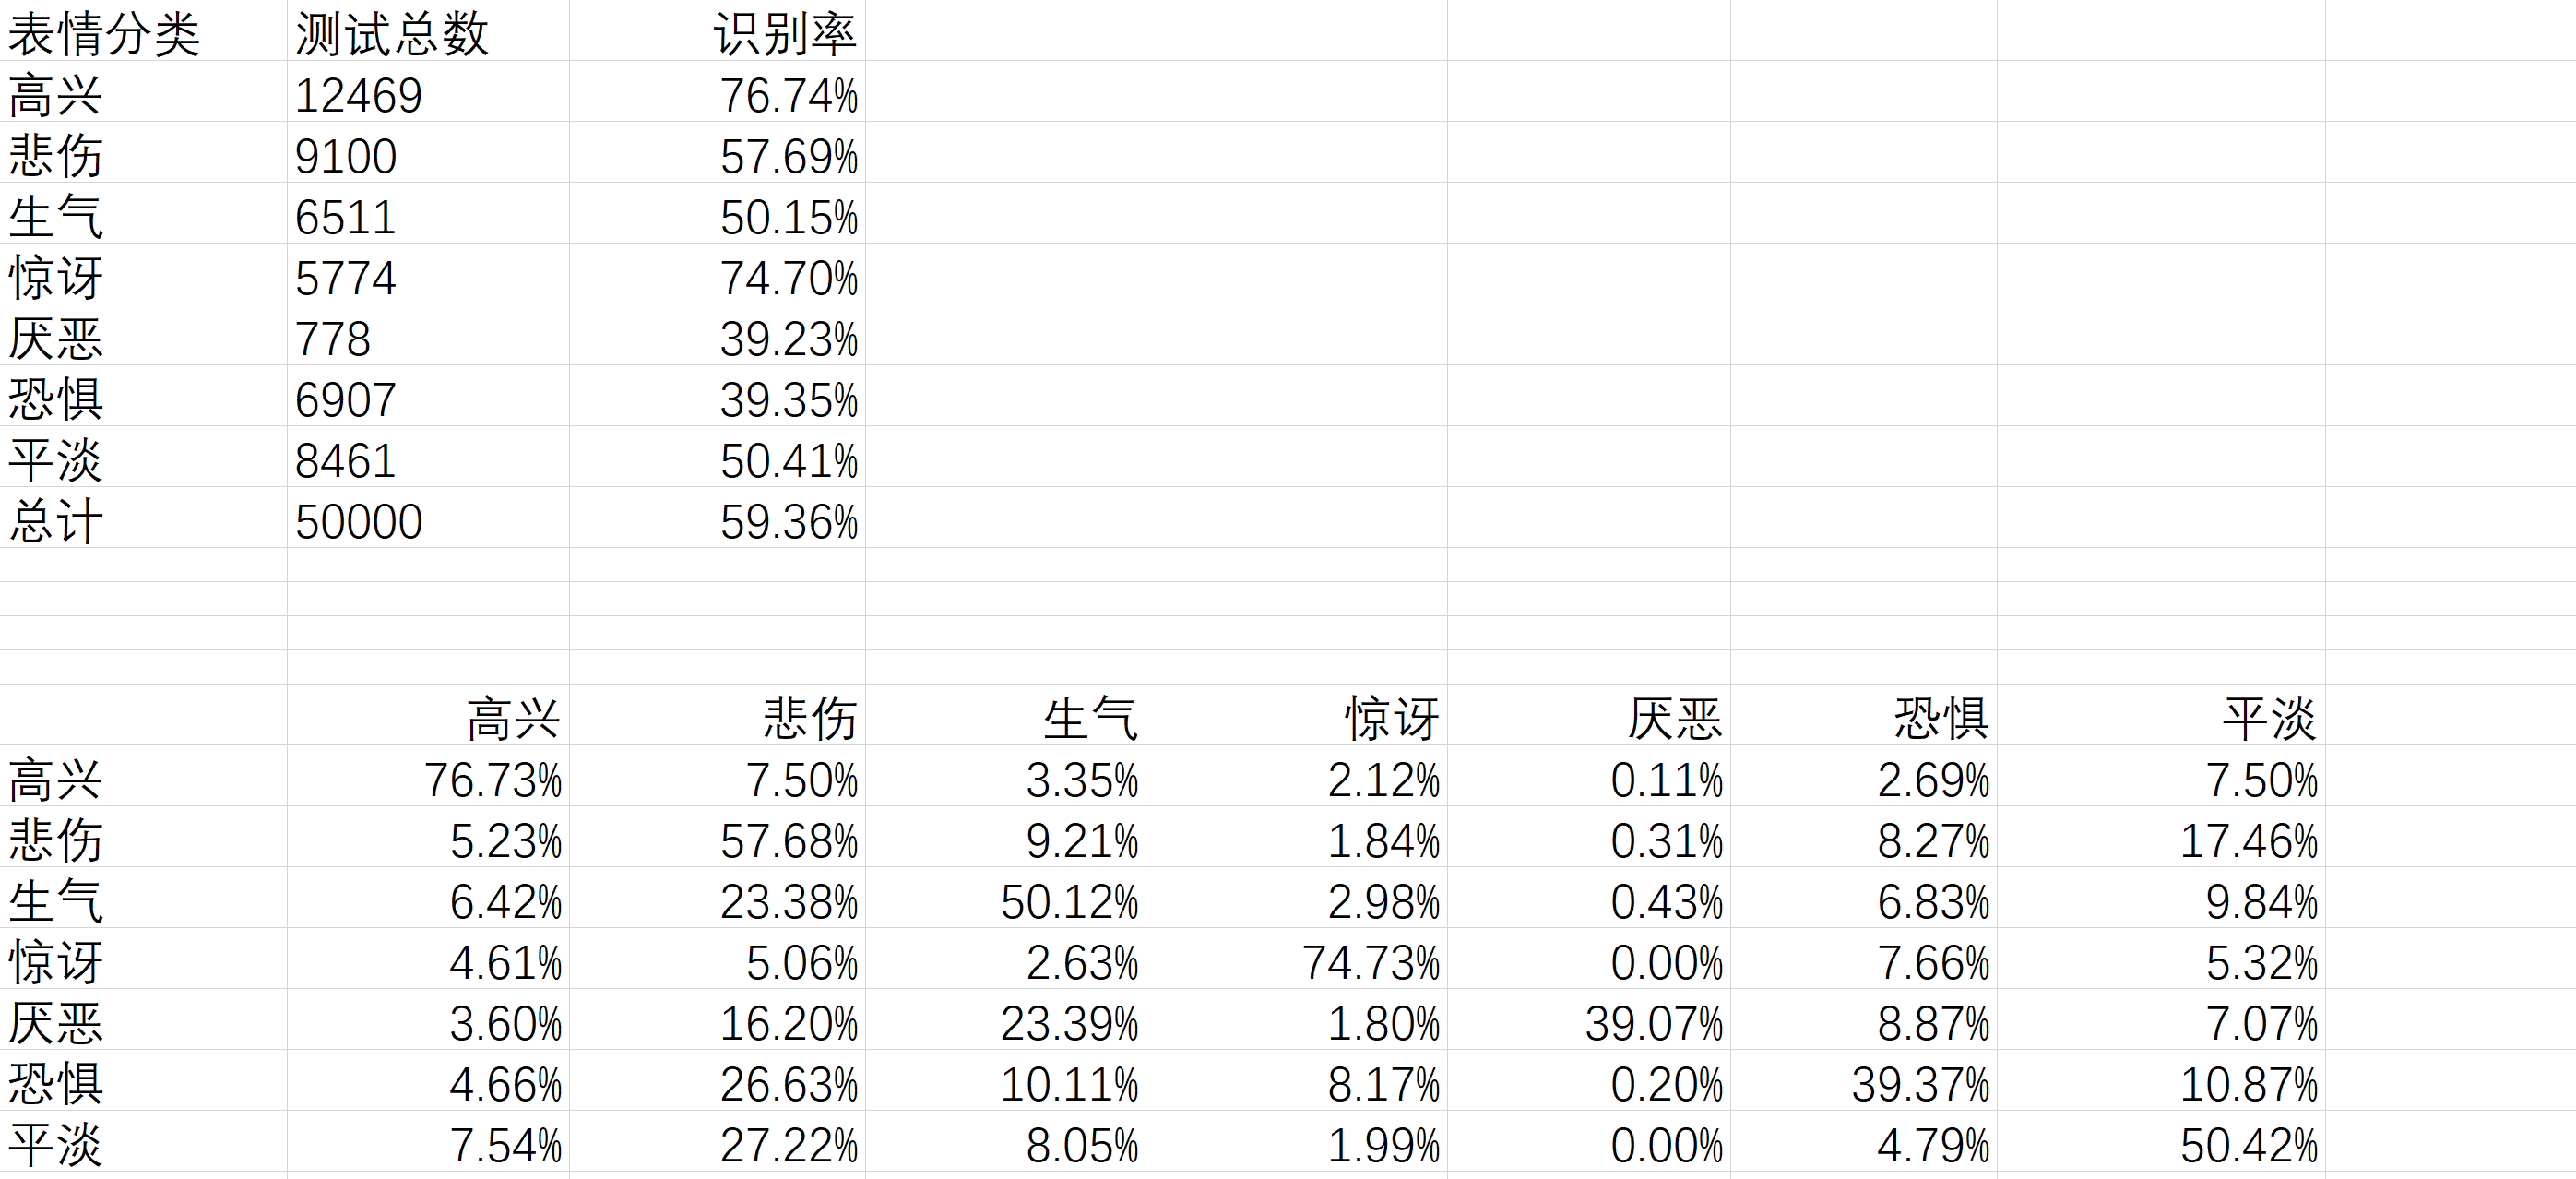 表情分类 测试总数 识别率
高兴 12469 76.74%
悲伤 9100 57.69%
生气 6511 50.15%
惊讶 5774 74.70%
厌恶 778 39.23%
恐惧 6907 39.35%
平淡 8461 50.41%
总计 50000 59.36%
高兴 悲伤 生气 惊讶 厌恶 恐惧 平淡
高兴 76.73% 7.50% 3.35% 2.12% 0.11% 2.69% 7.50%
悲伤 5.23% 57.68% 9.21% 1.84% 0.31% 8.27% 17.46%
生气 6.42% 23.38% 50.12% 2.98% 0.43% 6.83% 9.84%
惊讶 4.61% 5.06% 2.63% 74.73% 0.00% 7.66% 5.32%
厌恶 3.60% 16.20% 23.39% 1.80% 39.07% 8.87% 7.07%
恐惧 4.66% 26.63% 10.11% 8.17% 0.20% 39.37% 10.87%
平淡 7.54% 27.22% 8.05% 1.99% 0.00% 4.79% 50.42%